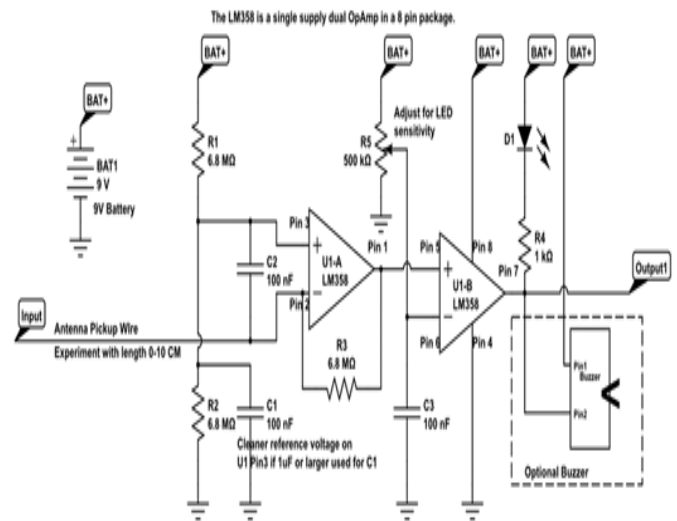 The LM358 is a single supply dual OpAmp in a 8 pin package.
BAT+
BAT+
BAT+
BAT+
BAT+
BAT+
Adjust for LED
sensitivity
R1
6.8 MΩ
R5
500 kΩ
D1
+
BAT1
9 V
9V Battery
Pin 3
Pin 1
Pin 5
Pin 8
R4
1 kΩ
+
U1-A
LM358
−
Pin 2
C2
100 nF
+
U1-B
LM358
−
Pin 7
Output1
Input
Antenna Pickup Wire
Experiment with length 0-10 CM
Pin 6
Pin 4
R3
6.8 MΩ
Pin1
Buzzer
Pin2
R2
6.8 MΩ
C1
100 nF
C3
100 nF
Cleaner reference voltage on
U1 Pin3 if 1uF or larger used for C1
Optional Buzzer